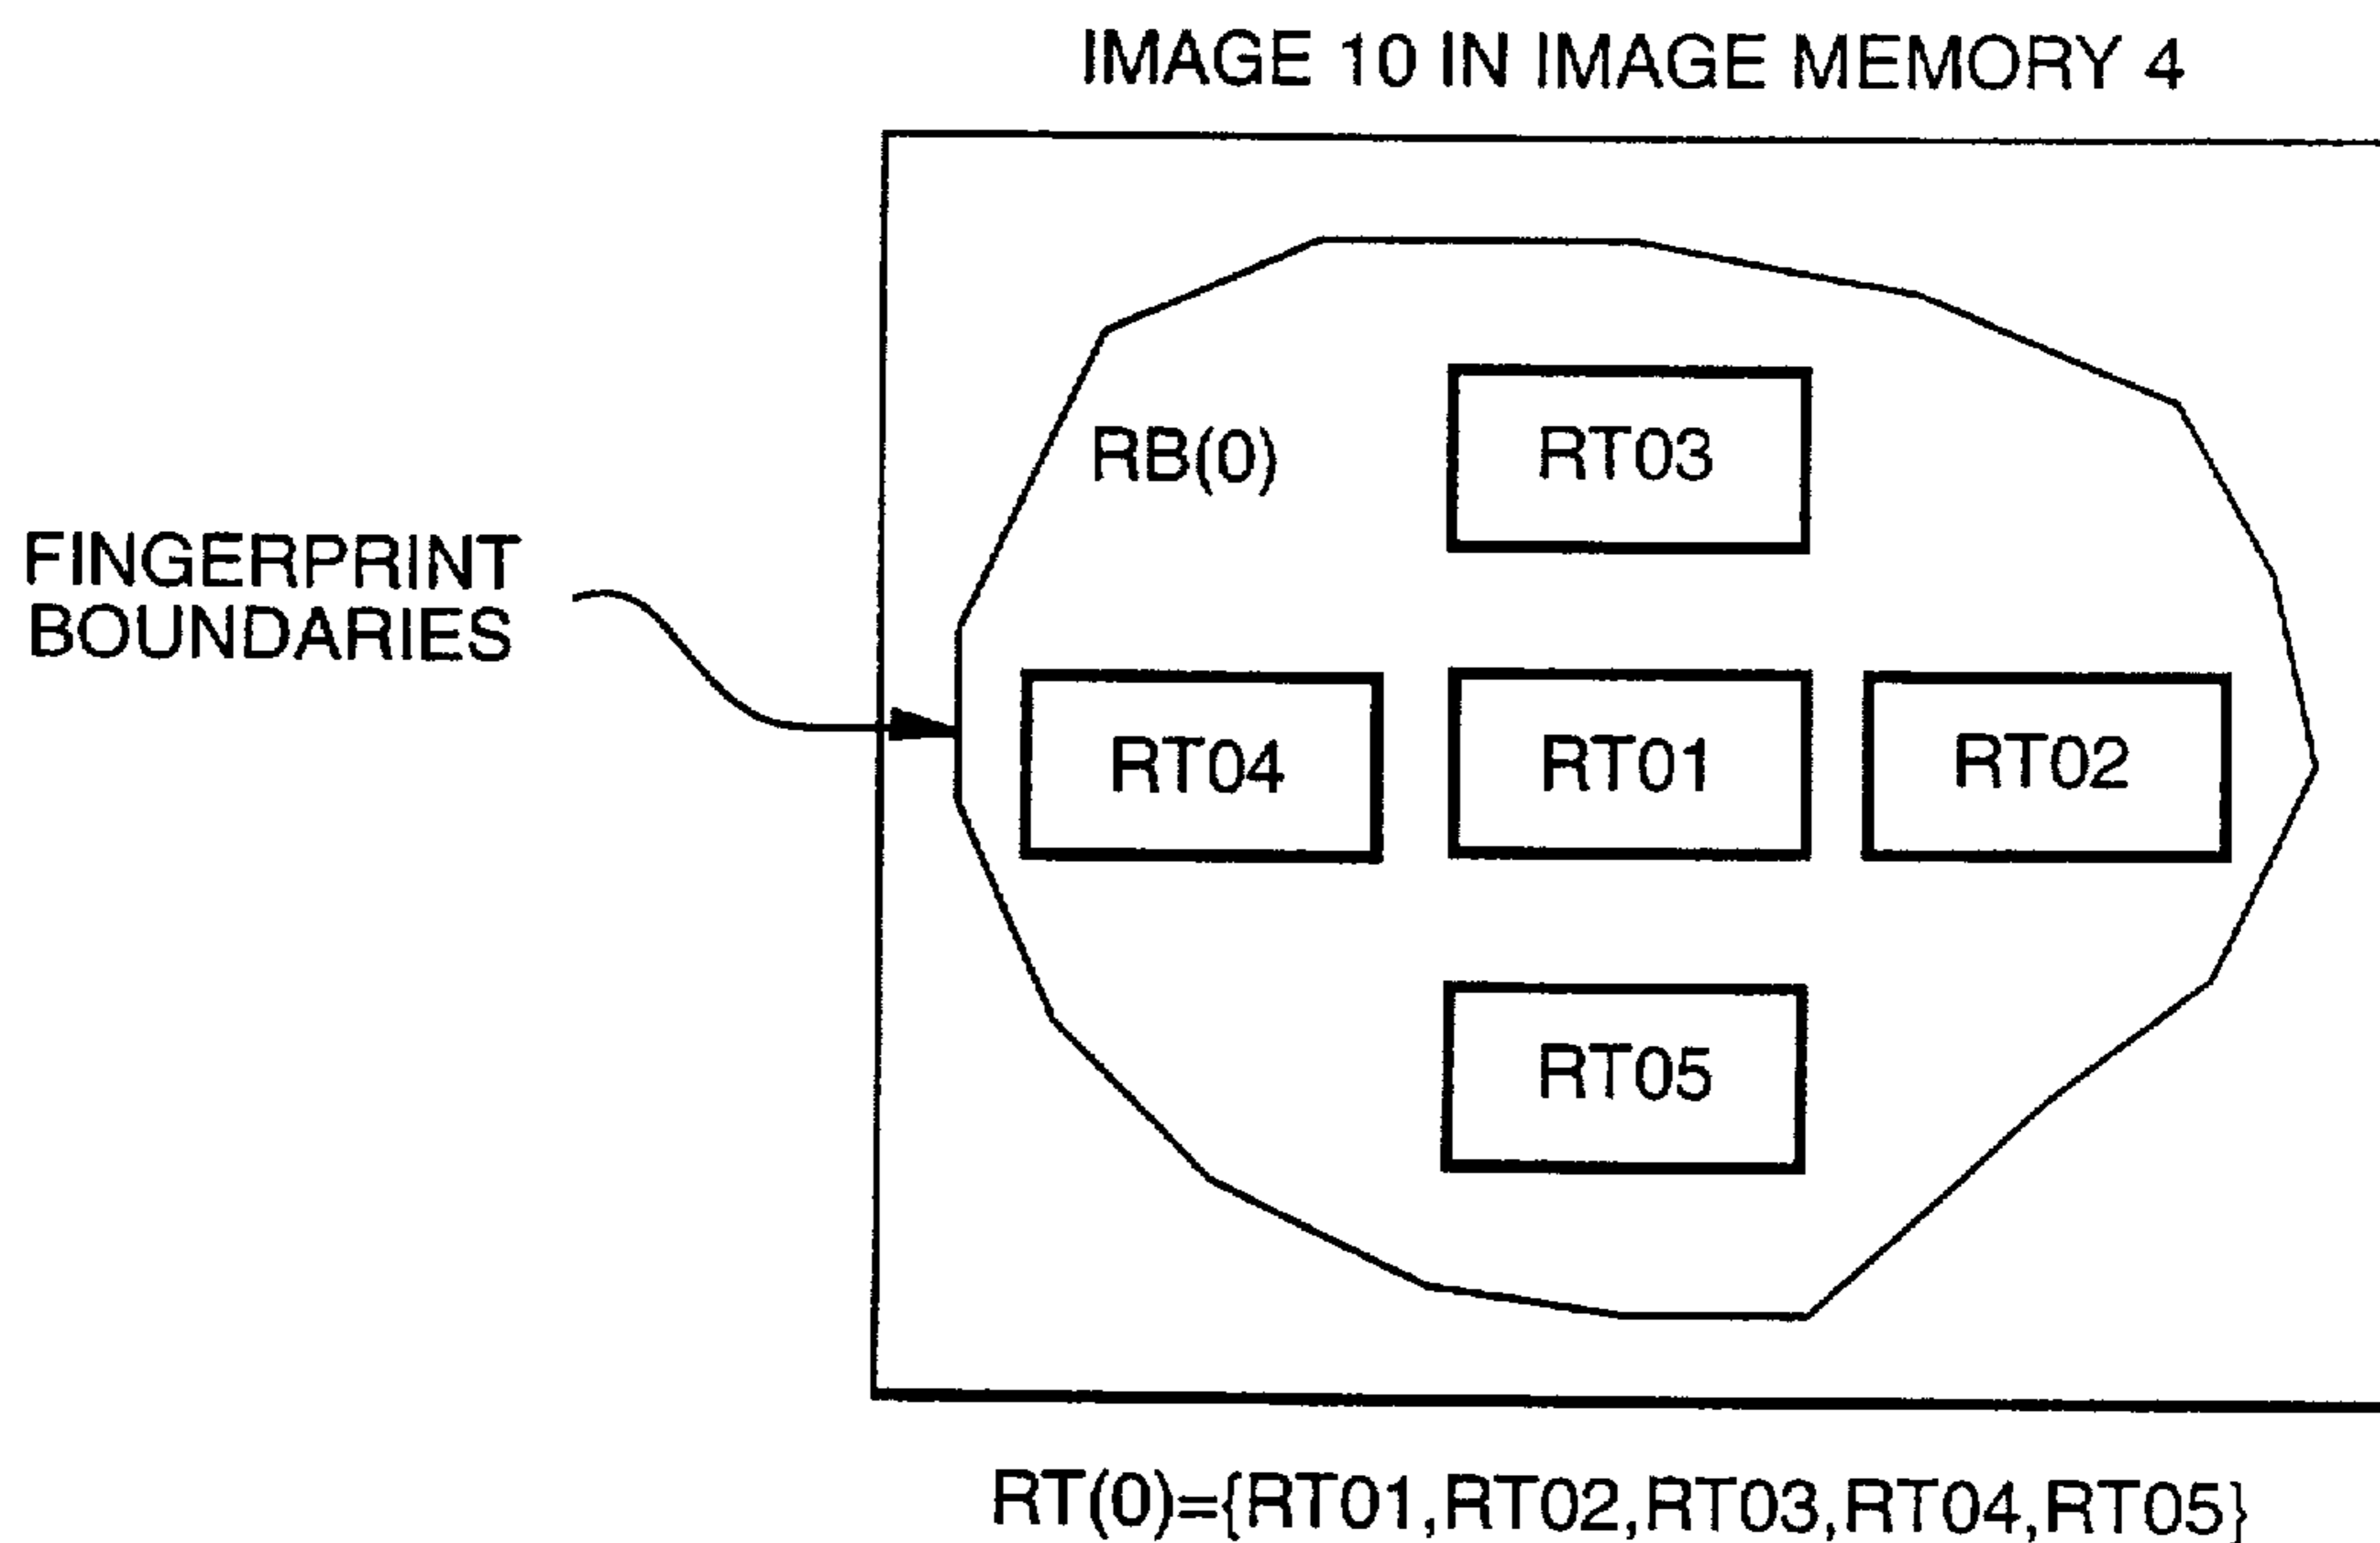 IMAGE 10 IN IMAGE MEMORY 4
RB(0)
RT03
FINGERPRINT
BOUNDARIES
RT04
RT01
RT02
RT05
RT(0)={RT01,RT02,RT03,RT04,RT05}